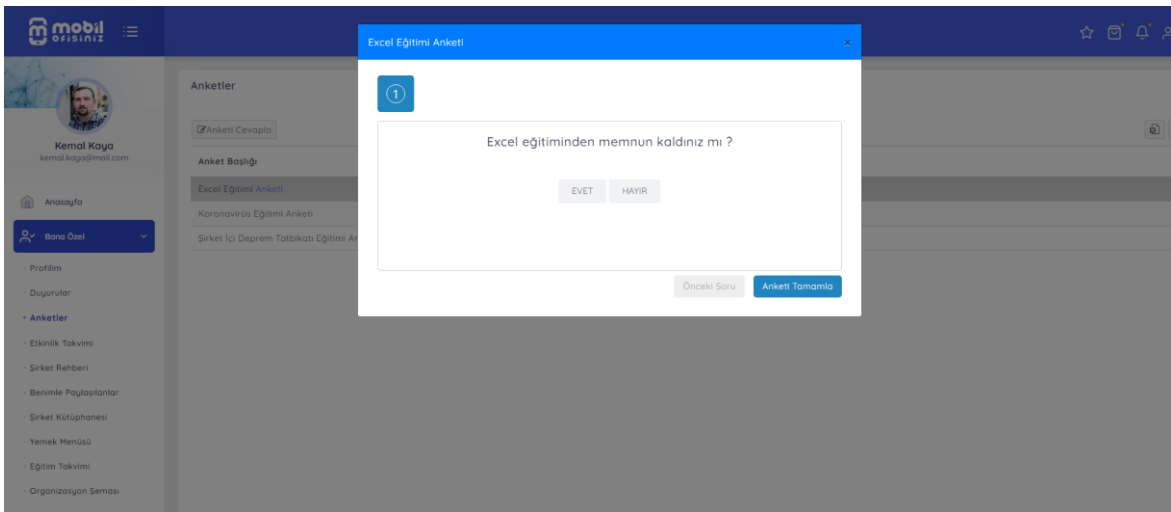 mobil
ofisiniz
Excel Eğitimi Anketi
×
Kemal Kaya
kemal.kaya@mail.com
Anasayfa
Bana Özel
Profilim
Duyurular
Anketler
Etkinlik Takvimi
Şirket Rehberi
Benimle Paylaşılanlar
Şirket Kütüphanesi
Yemek Menüsü
Eğitim Takvimi
Organizasyon Şeması
Anketler
Anketi Cevapla
Anket Başlığı
Excel Eğitimi Anketi
Koronavirüs Eğitimi Anketi
Şirket İçi Deprem Tatbikatı Eğitimi An
1
Excel eğitiminden memnun kaldınız mı ?
EVET HAYIR
Önceki Soru Anketi Tamamla